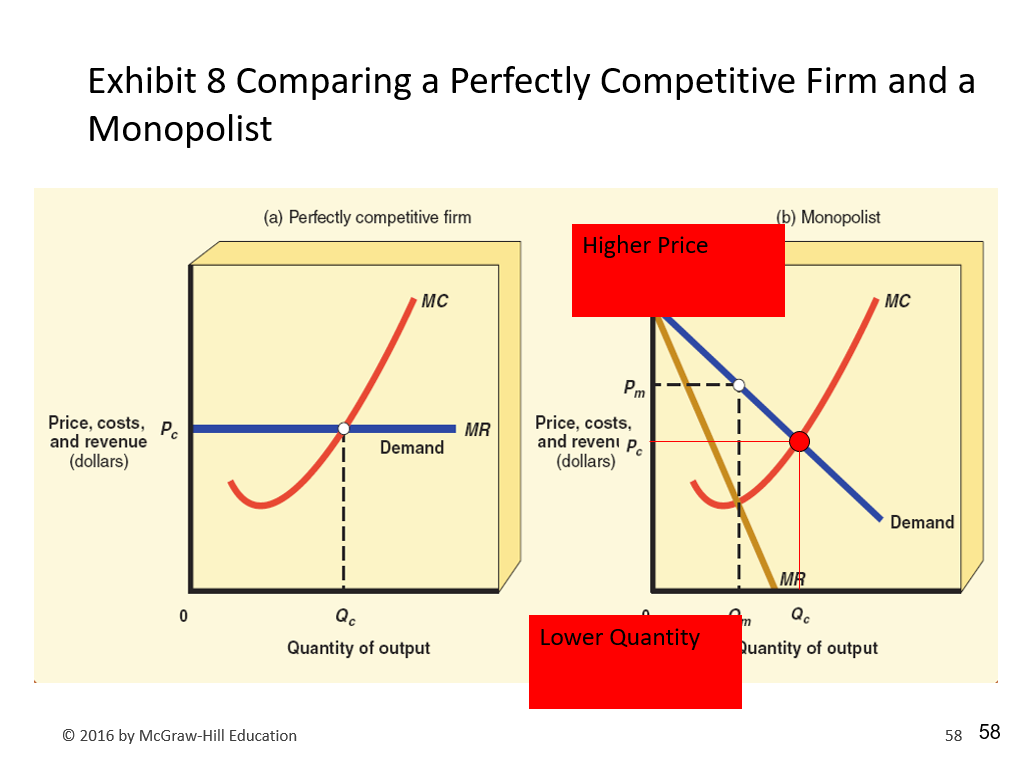 Exhibit 8 Comparing a Perfectly Competitive Firm and a
Monopolist
(a) Perfectly competitive firm
MC
Price, costs,
and revenue
(dollars)
Pc
MR
Demand
0
Qc
Quantity of output
(b) Monopolist
Higher Price
MC
Pm
Price, costs,
Pc
(dollars)
Demand
MR
Qc
Lower Quantity
Quantity of output
© 2016 by McGraw-Hill Education
58
58